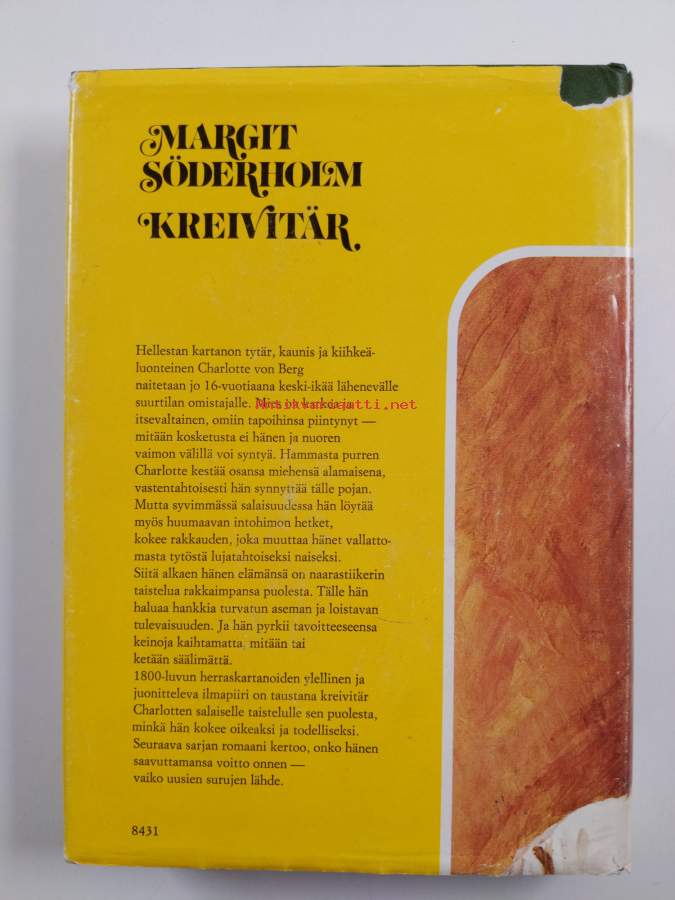 MARGIT
SÖDERHOLM
KREIVITÄR
Hellestan kartanon tytär, kaunis ja kiihkeä-
luonteinen Charlotte von Berg
naitetaan jo 16-vuotiaana keski-ikää lähenevälle
suurtilan omistajalle. Mies on karkea ja
Antikvariaatti.net
itsevaltainen, omiin tapoihinsa piintynyt —
mitään kosketusta ei hänen ja nuoren
vaimon välillä voi syntyä. Hammasta purren
Charlotte kestää osansa miehensä alamaisena,
vastentahtoisesti hän synnyttää tälle pojan.
Mutta syvimmässä salaisuudessa hän löytää
myös huumaavan intohimon hetket,
kokee rakkauden, joka muuttaa hänet vallatto-
masta tytöstä lujatahtoiseksi naiseksi.
Siitä alkaen hänen elämänsä on naarastiikerin
taistelua rakkaimpansa puolesta. Tälle hän
haluaa hankkia turvatun aseman ja loistavan
tulevaisuuden. Ja hän pyrkii tavoitteeseensa
keinoja kaihtamatta, mitään tai
ketään säälimättä.
1800-luvun herraskartanoiden ylellinen ja
juonitteleva ilmapiiri on taustana kreivitär
Charlotten salaiselle taistelulle sen puolesta,
minkä hän kokee oikeaksi ja todelliseksi.
Seuraava sarjan romaani kertoo, onko hänen
saavuttamansa voitto onnen —
vaiko uusien surujen lähde.
8431